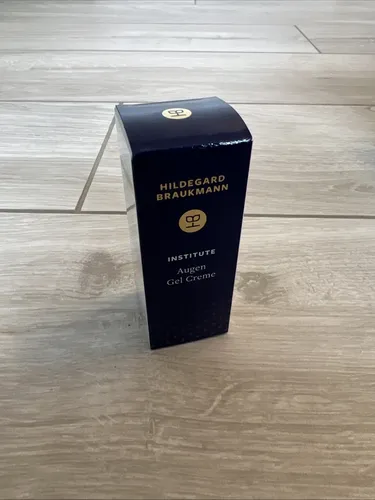 HILDEGARD
BRAUKMANN
INSTITUTE
Augen
Gel Creme